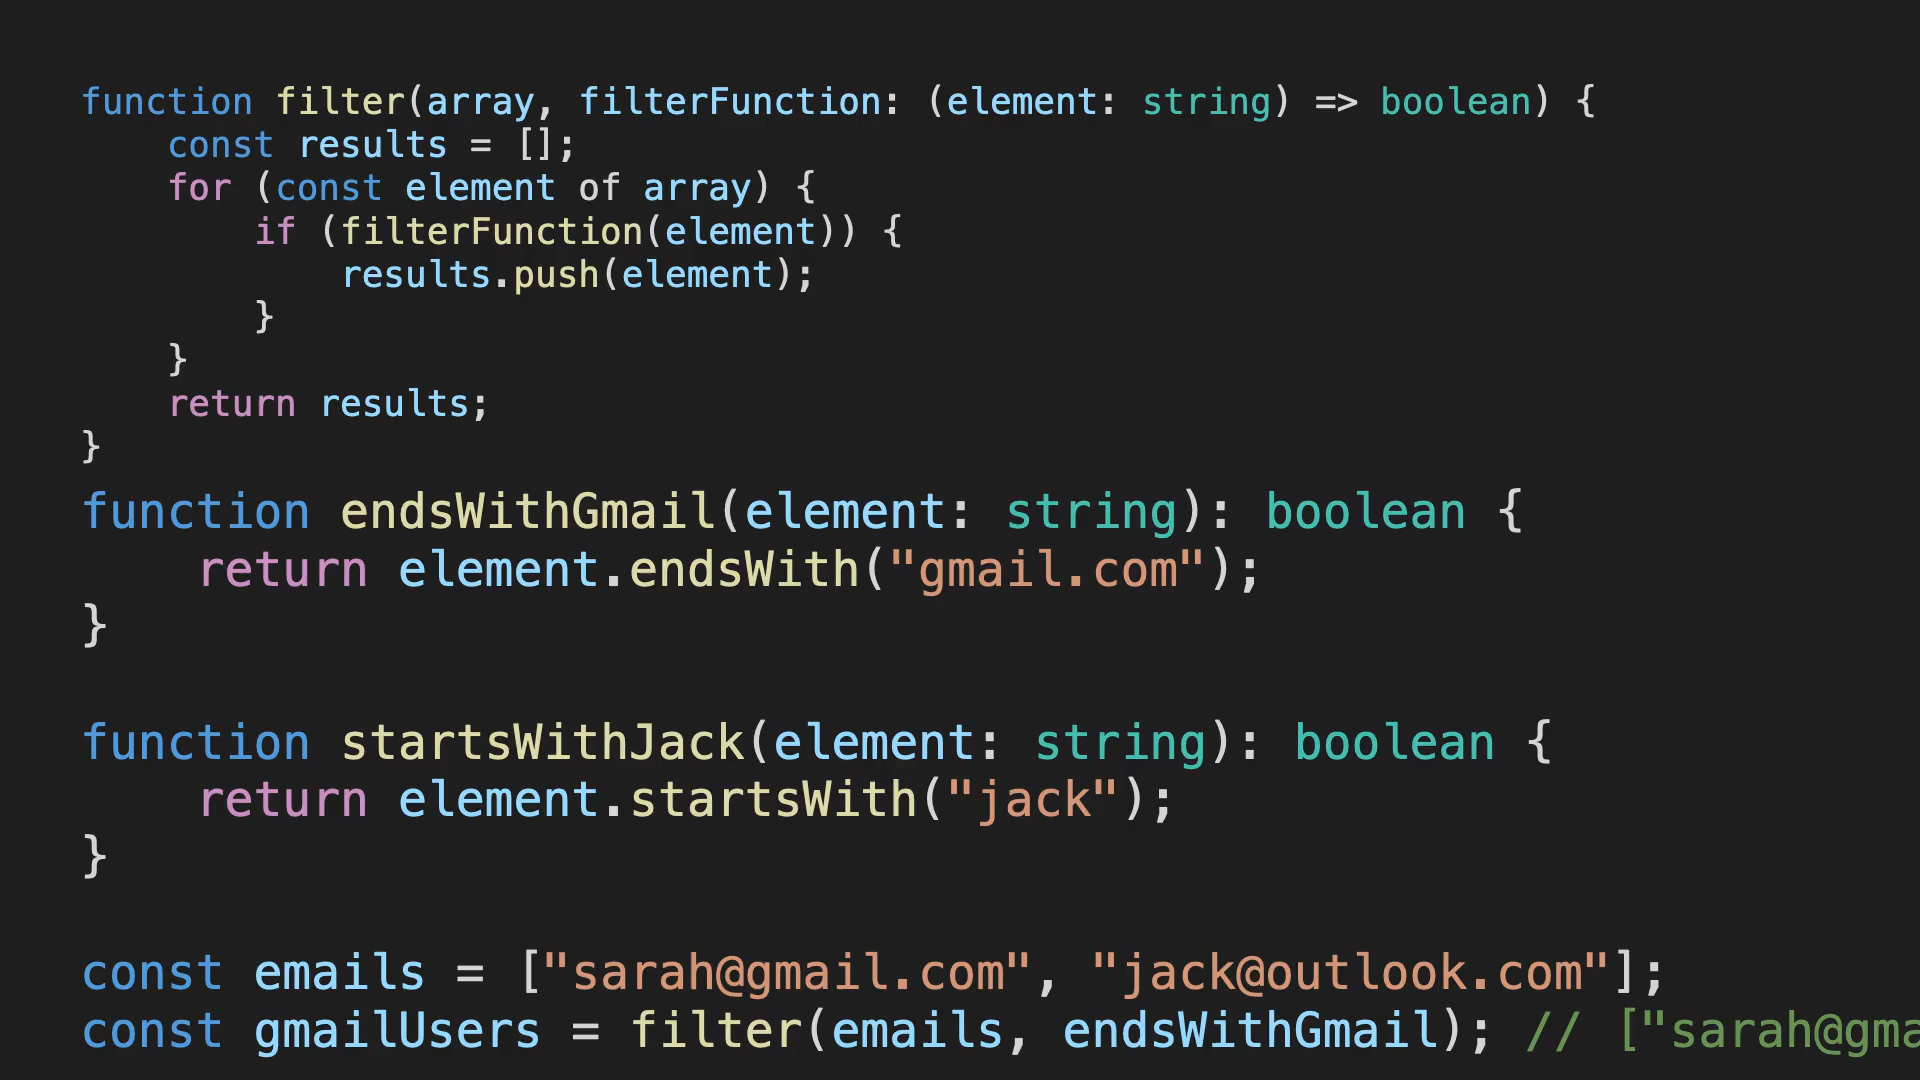 function filter(array, filterFunction: (element: string) => boolean) {
    const results = [];
    for (const element of array) {
        if (filterFunction(element)) {
            results.push(element);
        }
    }
    return results;
}
function endsWithGmail(element: string): boolean {
    return element.endsWith("gmail.com");
}

function startsWithJack(element: string): boolean {
    return element.startsWith("jack");
}

const emails = ["sarah@gmail.com", "jack@outlook.com"];
const gmailUsers = filter(emails, endsWithGmail); // ["sarah@gma